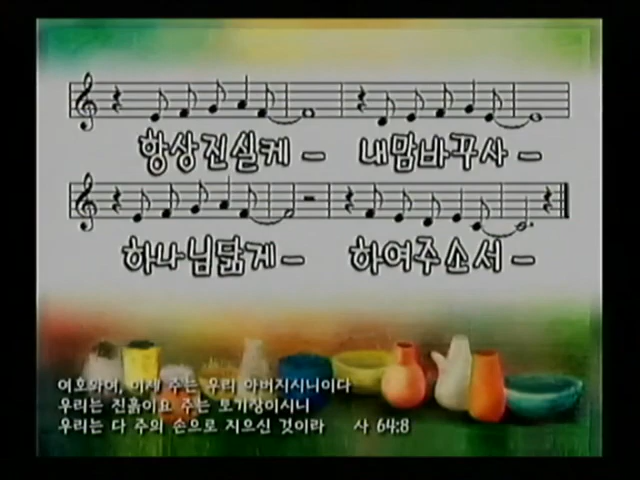 항상진실케 – 내맘바꾸사 –
하나님닮게 – 하여주소서 –
여호와여, 이제 주는 우리 아버지시니이다
우리는 진흙이요 주는 토기장이시니
우리는 다 주의 손으로 지으신 것이라 사 64:8